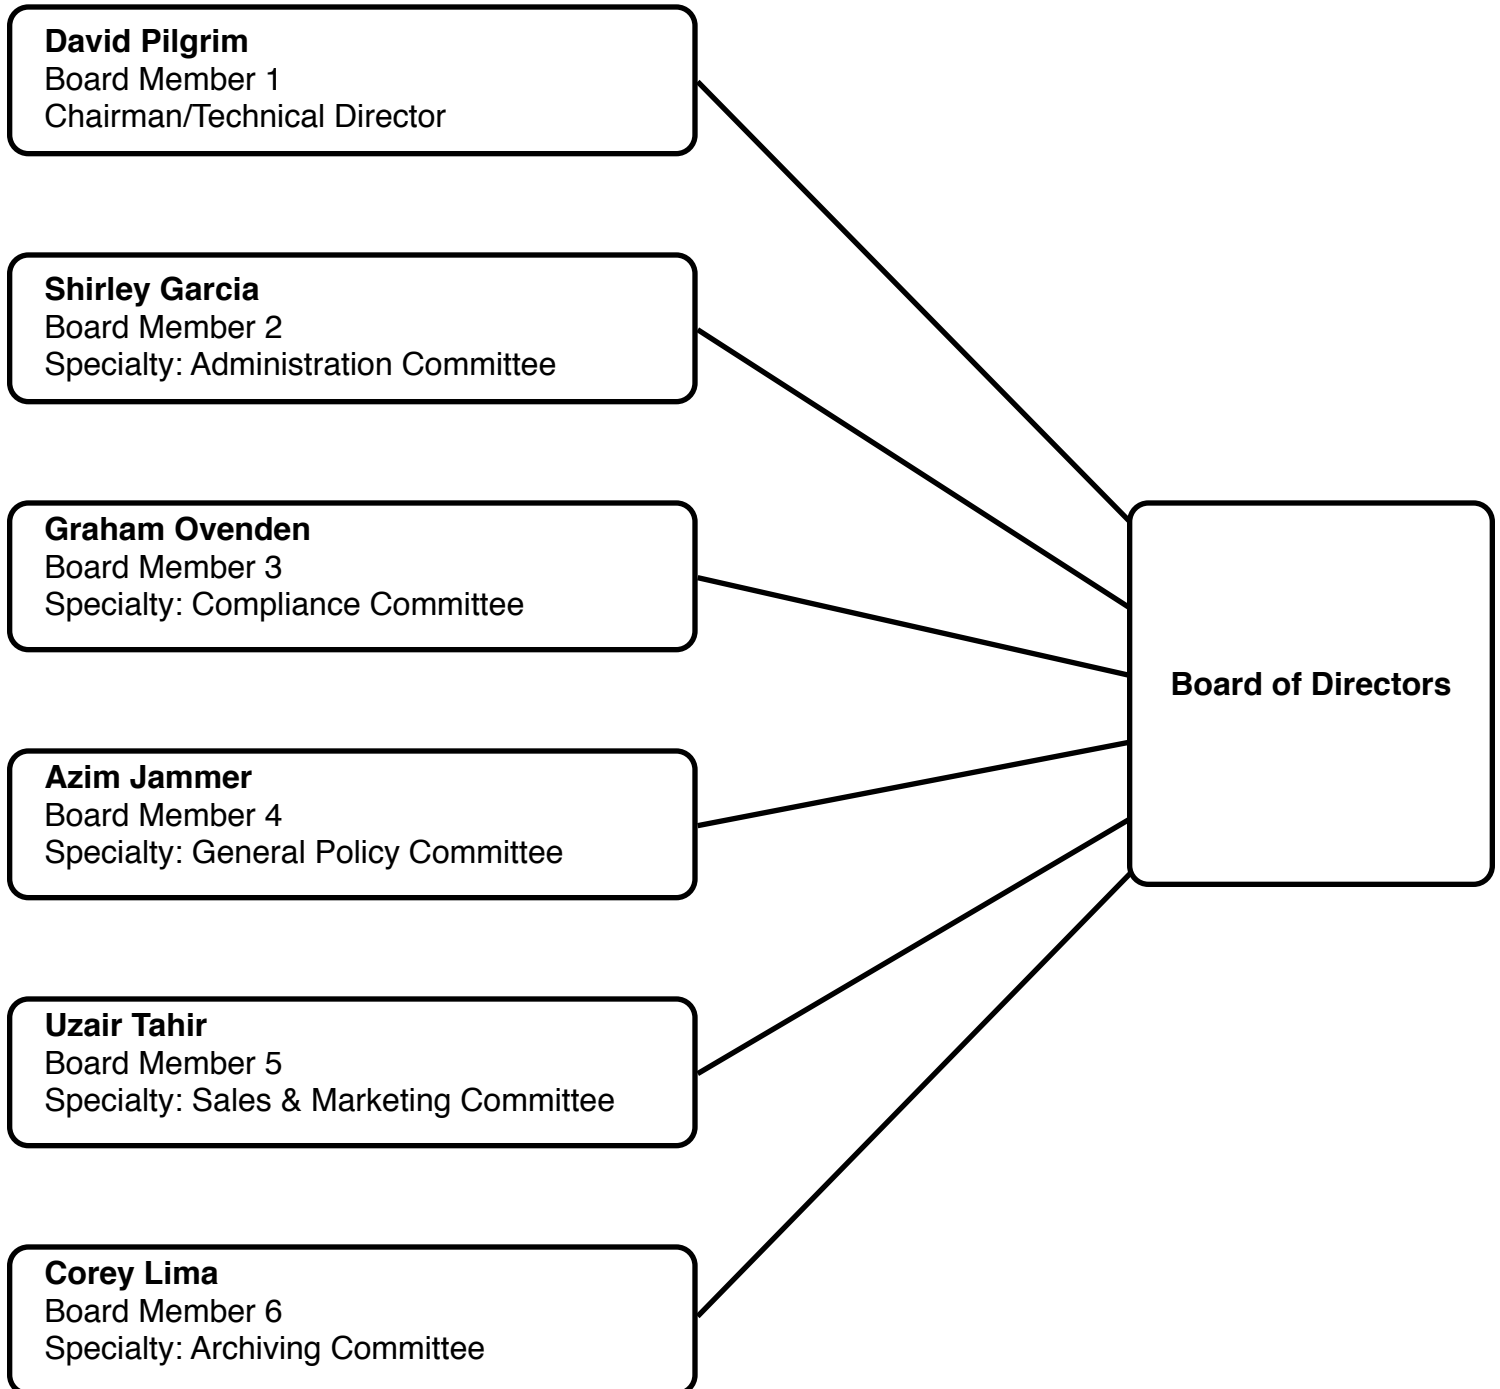 David Pilgrim
Board Member 1
Chairman/Technical Director
Shirley Garcia
Board Member 2
Specialty: Administration Committee
Graham Ovenden
Board Member 3
Specialty: Compliance Committee
Azim Jammer
Board Member 4
Specialty: General Policy Committee
Uzair Tahir
Board Member 5
Specialty: Sales & Marketing Committee
Corey Lima
Board Member 6
Specialty: Archiving Committee
Board of Directors